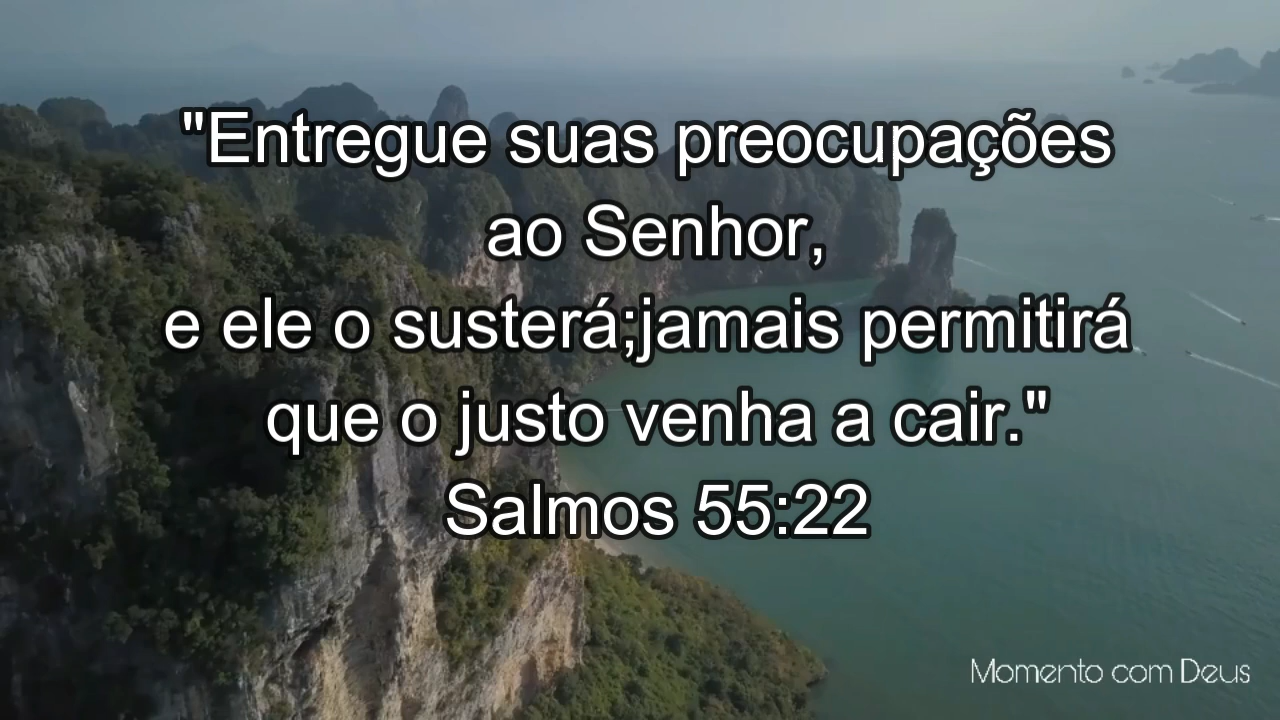 "Entregue suas preocupações
ao Senhor,
e ele o susterá;jamais permitirá
que o justo venha a cair."
Salmos 55:22
Momento com Deus